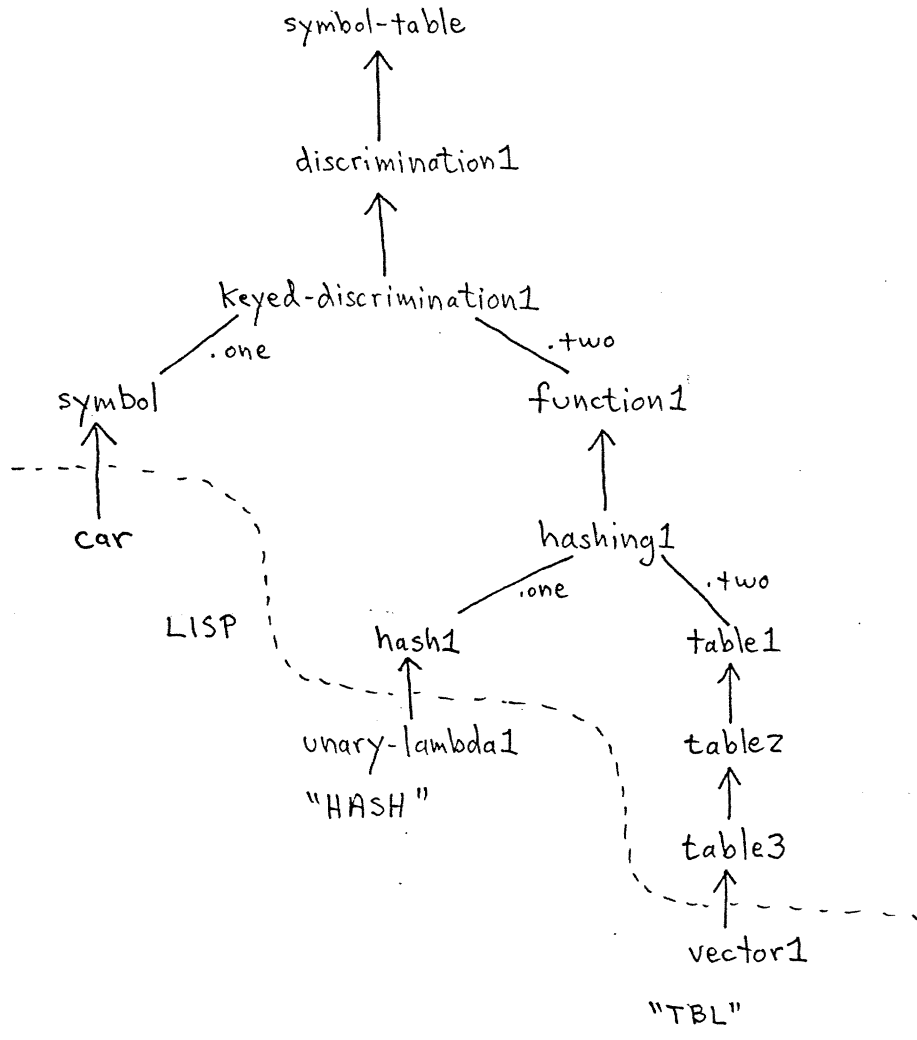 symbol-table
discrimination1
keyed-discrimination1
.one
.two
symbol
function1
car
hashing1
.one
.two
LISP
hash1
table1
unary-lambda1
table2
"HASH"
table3
vector1
"TBL"